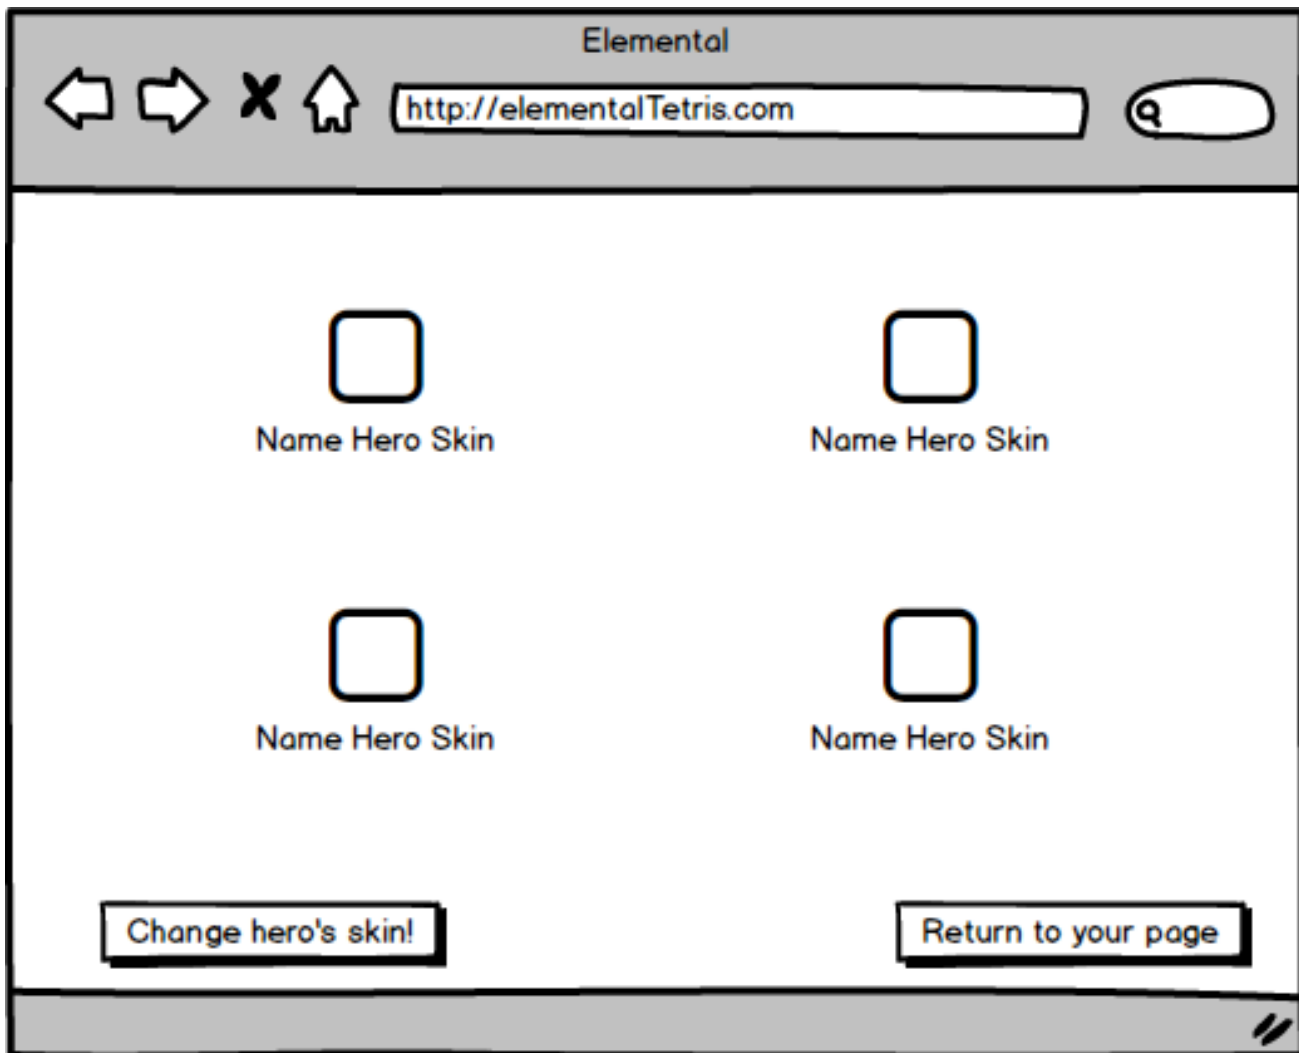 Elemental
http://elementalTetris.com
Name Hero Skin
Name Hero Skin
Name Hero Skin
Name Hero Skin
Change hero's skin!
Return to your page